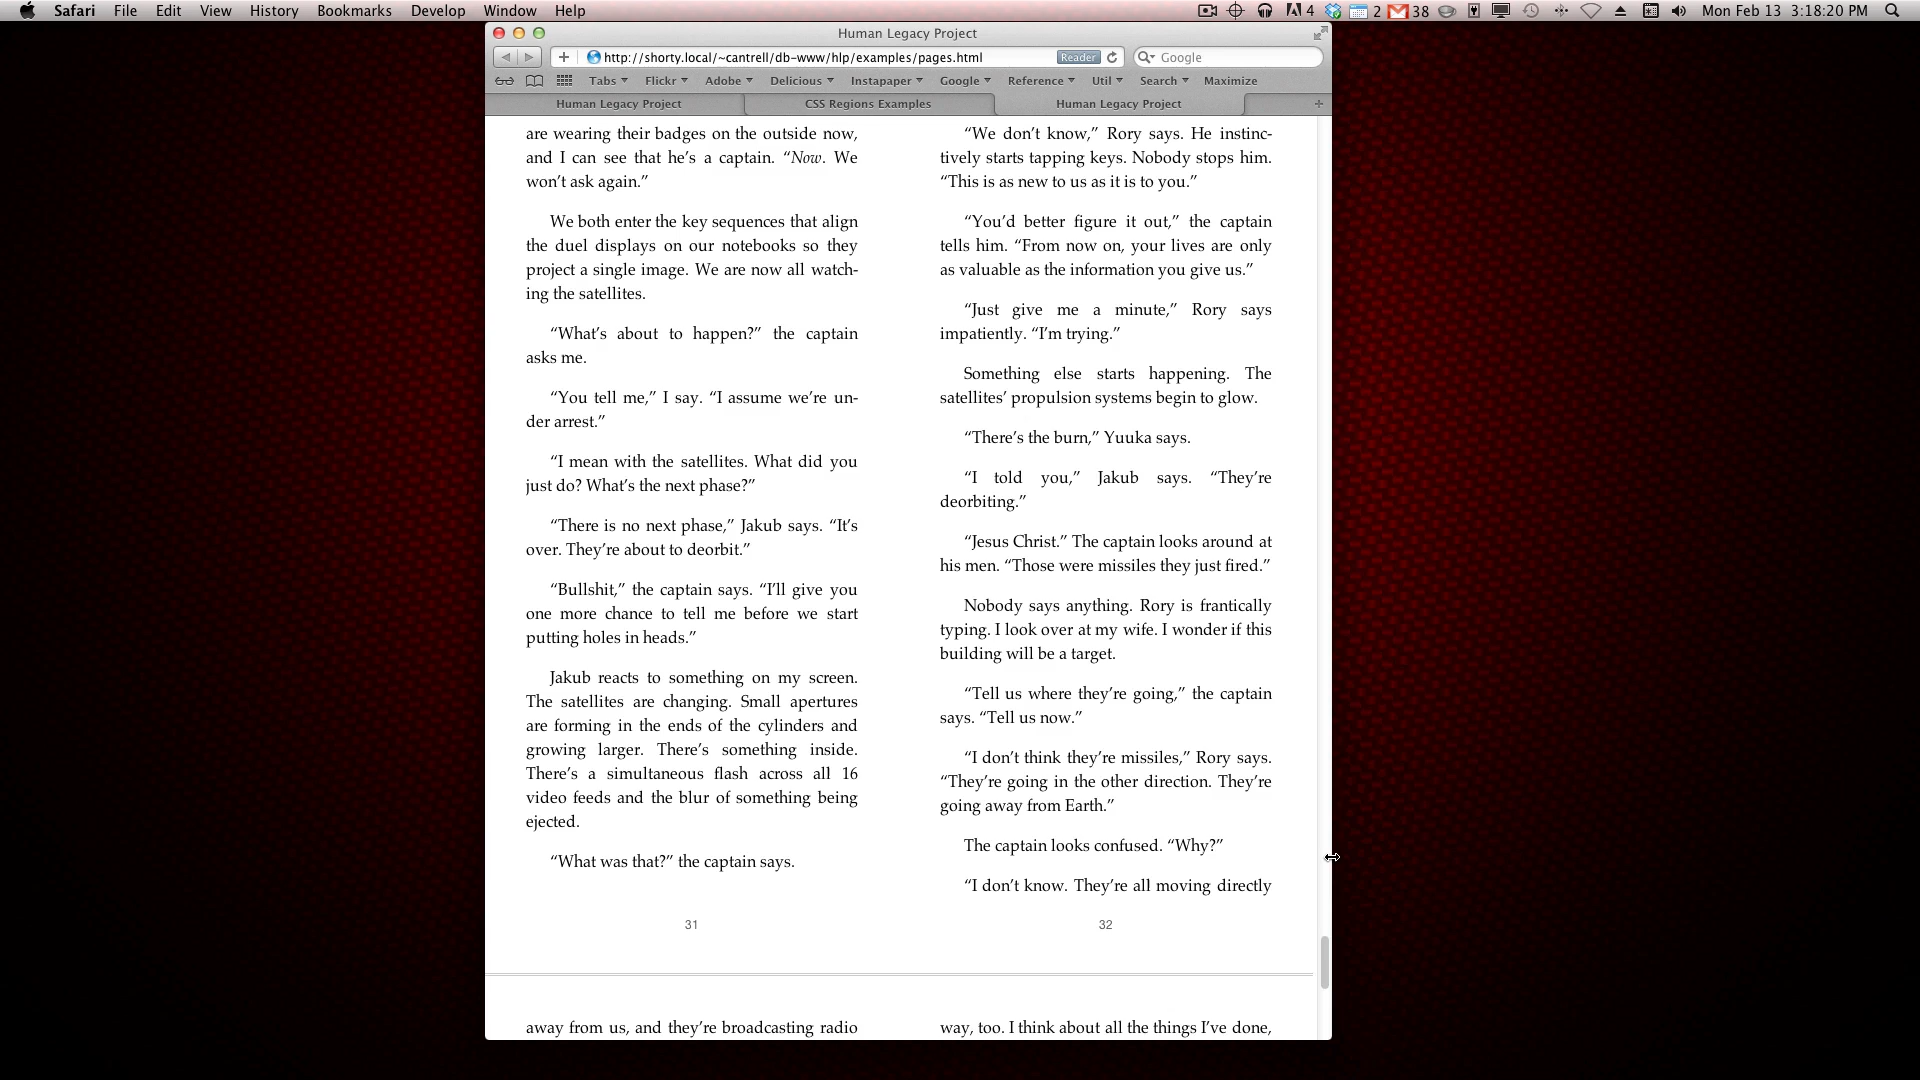 Safari File Edit View History Bookmarks Develop Window Help 4 2 38 Mon Feb 13 3:18:20 PM
Human Legacy Project
http://shorty.local/~cantrell/db-www/hlp/examples/pages.html Reader Google
Tabs Flickr Adobe Delicious Instapaper Google Reference Util Search Maximize
Human Legacy Project CSS Regions Examples Human Legacy Project
are wearing their badges on the outside now,
and I can see that he’s a captain. “Now. We
won’t ask again.”
We both enter the key sequences that align
the duel displays on our notebooks so they
project a single image. We are now all watch-
ing the satellites.
“What’s about to happen?” the captain
asks me.
“You tell me,” I say. “I assume we’re un-
der arrest.”
“I mean with the satellites. What did you
just do? What’s the next phase?”
“There is no next phase,” Jakub says. “It’s
over. They’re about to deorbit.”
“Bullshit,” the captain says. “I’ll give you
one more chance to tell me before we start
putting holes in heads.”
Jakub reacts to something on my screen.
The satellites are changing. Small apertures
are forming in the ends of the cylinders and
growing larger. There’s something inside.
There’s a simultaneous flash across all 16
video feeds and the blur of something being
ejected.
“What was that?” the captain says.
31
“We don’t know,” Rory says. He instinc-
tively starts tapping keys. Nobody stops him.
“This is as new to us as it is to you.”
“You’d better figure it out,” the captain
tells him. “From now on, your lives are only
as valuable as the information you give us.”
“Just give me a minute,” Rory says
impatiently. “I’m trying.”
Something else starts happening. The
satellites’ propulsion systems begin to glow.
“There’s the burn,” Yuuka says.
“I told you,” Jakub says. “They’re
deorbiting.”
“Jesus Christ.” The captain looks around at
his men. “Those were missiles they just fired.”
Nobody says anything. Rory is frantically
typing. I look over at my wife. I wonder if this
building will be a target.
“Tell us where they’re going,” the captain
says. “Tell us now.”
“I don’t think they’re missiles,” Rory says.
“They’re going in the other direction. They’re
going away from Earth.”
The captain looks confused. “Why?”
“I don’t know. They’re all moving directly
32
away from us, and they’re broadcasting radio
way, too. I think about all the things I’ve done,